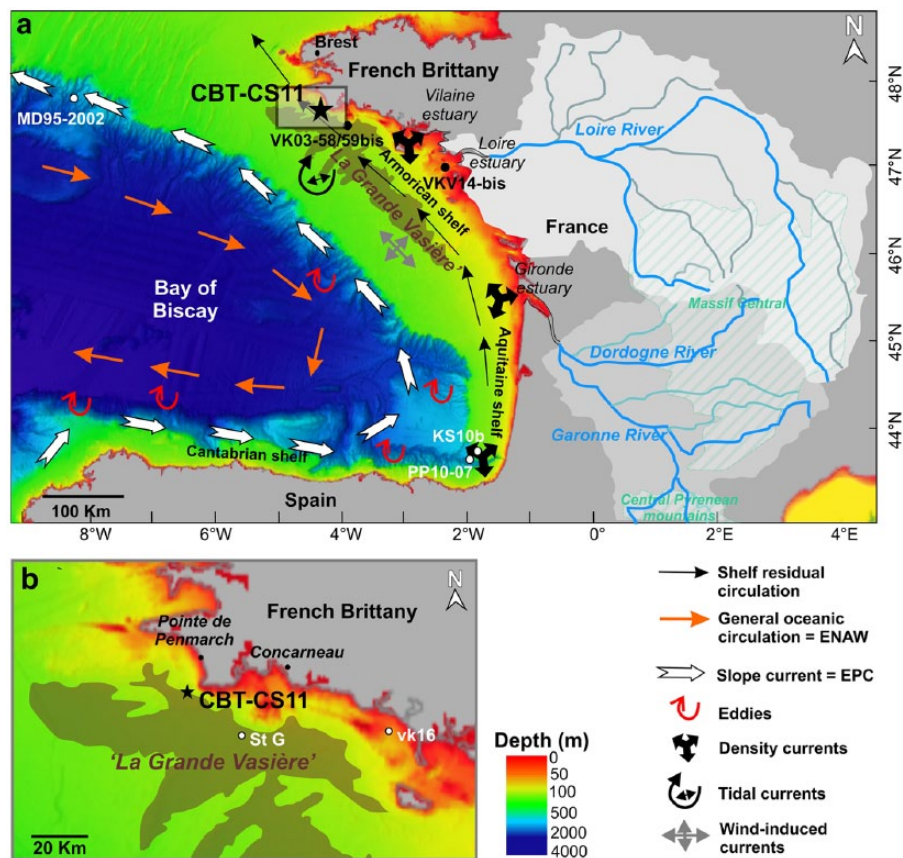 a
N
Brest
French Brittany
CBT-CS11
Vilaine
estuary
48°N
MD95-2002
VK03-58/59bis
Loire
estuary
Loire River
47°N
VKV14-bis
Armorican shelf
'La Grande Vasière'
France
46°N
Bay of
Biscay
Gironde
estuary
Massif Central
45°N
Aquitaine shelf
Dordogne River
Garonne River
44°N
KS10b
Cantabrian shelf
PP10-07
Spain
Central Pyrenean
mountains
100 Km
8°W
6°W
4°W
2°W
0°
2°E
4°E
b
N
French Brittany
Pointe de
Penmarch
Concarneau
CBT-CS11
St G
vk16
'La Grande Vasière'
20 Km
Depth (m)
0
50
100
500
2000
4000
Shelf residual
circulation
General oceanic
circulation = ENAW
Slope current = EPC
Eddies
Density currents
Tidal currents
Wind-induced
currents